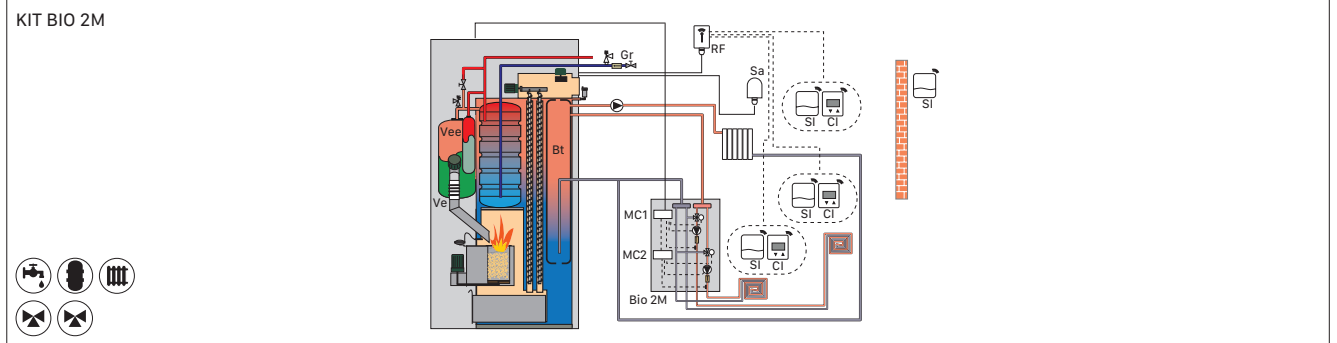 KIT BIO 2M
Gr
RF
Sa
SI
CI
SI
Vee
Bt
Ve
SI
CI
MC1
MC2
SI
CI
Bio 2M